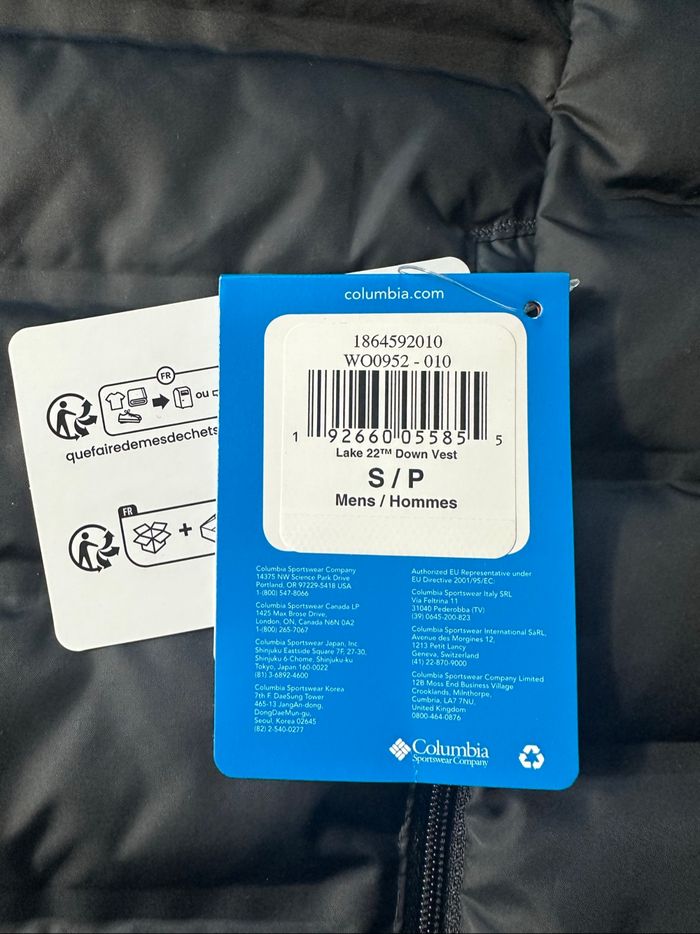 columbia.com
1864592010
WO0952 - 010
1 92660 05585 5
Lake 22™ Down Vest
S / P
Mens / Hommes
Columbia Sportswear Company
14375 NW Science Park Drive
Portland, OR 97229-5418 USA
1-(800) 547-8066
Columbia Sportswear Canada LP
1425 Max Brose Drive,
London, ON, Canada N6N 0A2
1-(800) 265-7067
Columbia Sportswear Japan, Inc.
Shinjuku Eastside Square 7F, 27-30,
Shinjuku 6-Chome, Shinjuku-ku
Tokyo, Japan 160-0022
(81) 3-6892-4600
Columbia Sportswear Korea
7th F. DaeSung Tower
465-13 JangAn-dong,
DongDaeMun-gu,
Seoul, Korea 02645
(82) 2-540-0277
Authorized EU Representative under
EU Directive 2001/95/EC:
Columbia Sportswear Italy SRL
Via Feltrina 11
31040 Pederobba (TV)
(39) 0645-200-823
Columbia Sportswear International SaRL,
Avenue des Morgines 12,
1213 Petit Lancy
Geneva, Switzerland
(41) 22-870-9000
Columbia Sportswear Company Limited
12B Moss End Business Village
Crooklands, Milnthorpe,
Cumbria, LA7 7NU,
United Kingdom
0800-464-0876
Columbia
Sportswear Company
FR
ou
quefairedemesdechets
FR
+